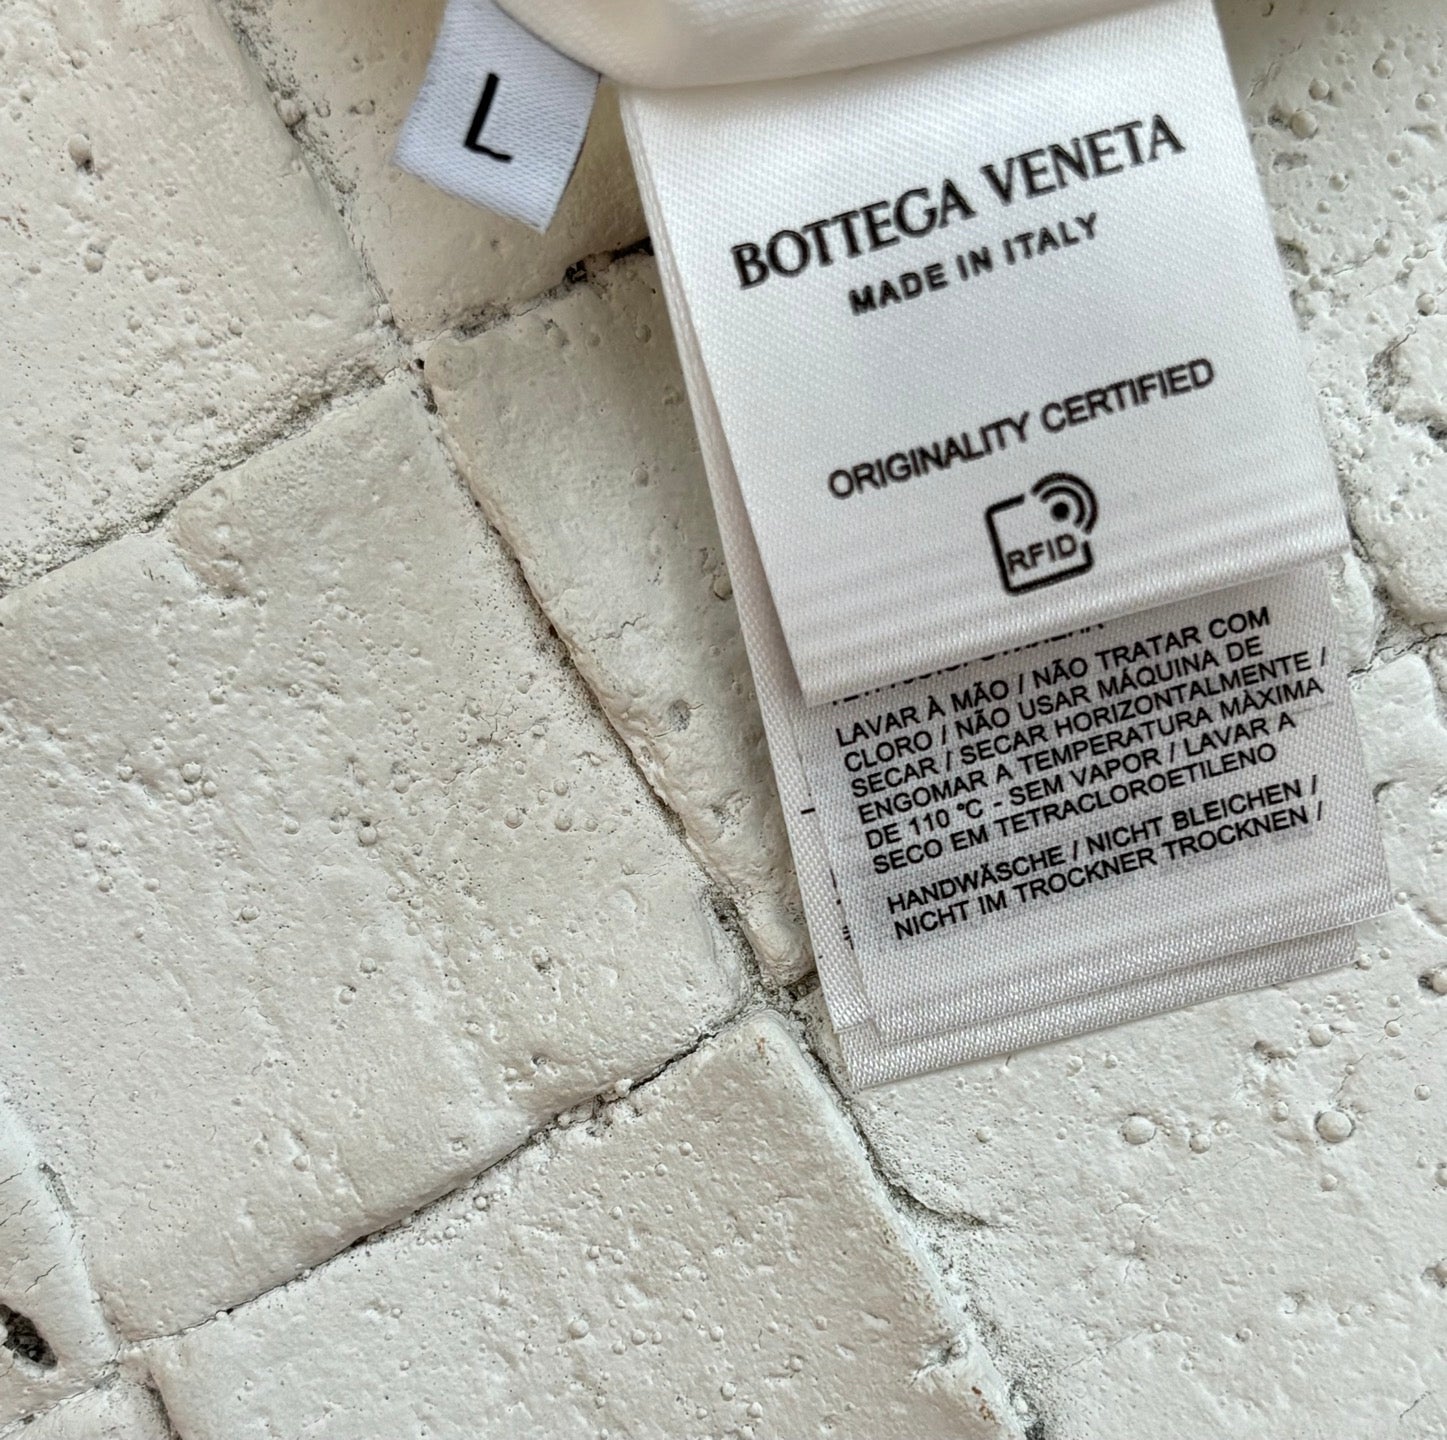 L
BOTTEGA VENETA
MADE IN ITALY
ORIGINALITY CERTIFIED
RFID
LAVAR À MÃO / NÃO TRATAR COM
CLORO / NÃO USAR MÁQUINA DE
SECAR / SECAR HORIZONTALMENTE /
ENGOMAR A TEMPERATURA MÀXIMA
DE 110 °C - SEM VAPOR / LAVAR A
SECO EM TETRACLOROETILENO
HANDWÄSCHE / NICHT BLEICHEN /
NICHT IM TROCKNER TROCKNEN /